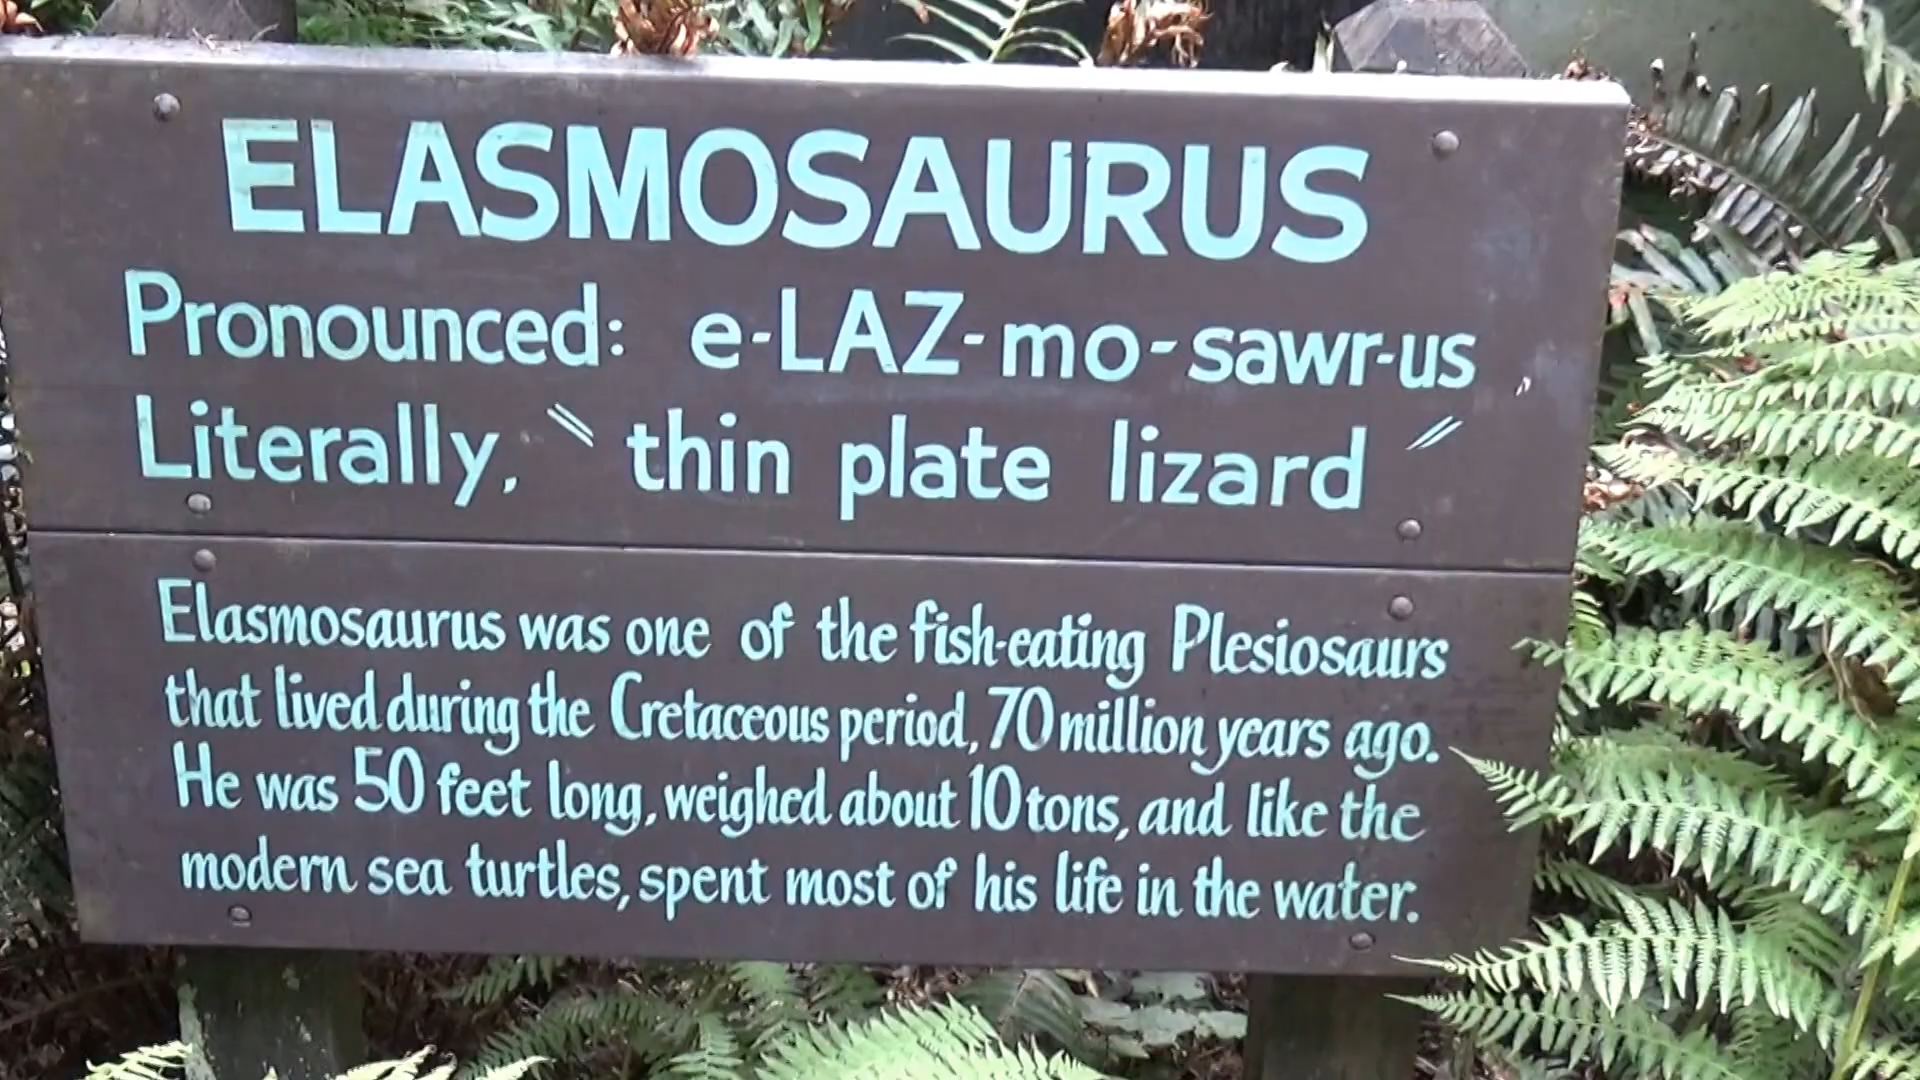 ELASMOSAURUS
Pronounced: e-LAZ-mo-sawr-us
Literally, "thin plate lizard"
Elasmosaurus was one of the fish-eating Plesiosaurs
that lived during the Cretaceous period, 70 million years ago.
He was 50 feet long, weighed about 10 tons, and like the
modern sea turtles, spent most of his life in the water.